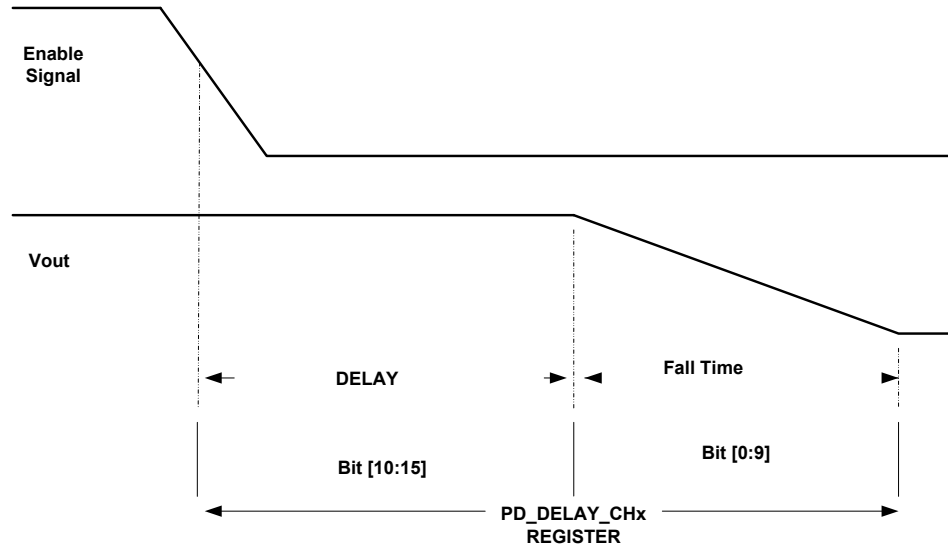 Enable
Signal
Vout
DELAY
Fall Time
Bit [10:15]
Bit [0:9]
PD_DELAY_CHx
REGISTER